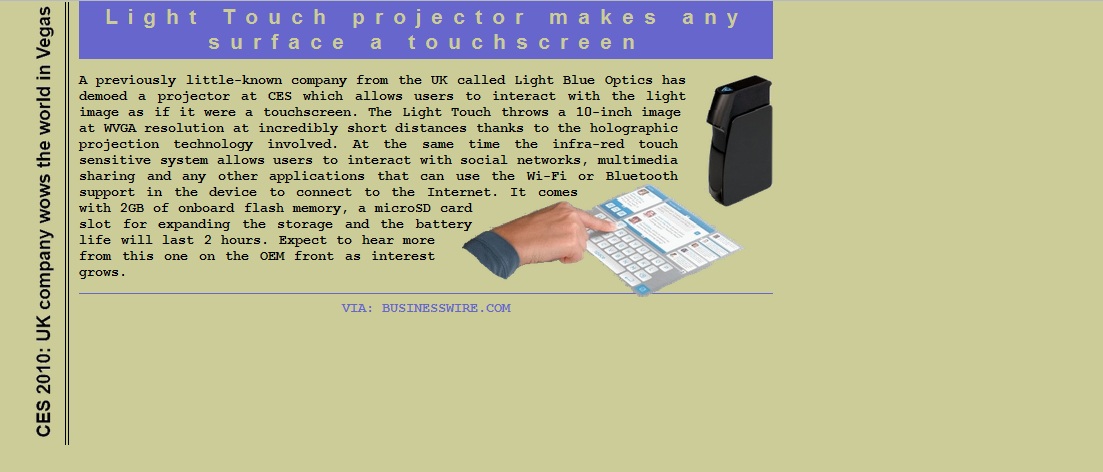 CES 2010: UK company wows the world in Vegas
Light Touch projector makes any
surface a touchscreen
A previously little-known company from the UK called Light Blue Optics has
demoed a projector at CES which allows users to interact with the light
image as if it were a touchscreen. The Light Touch throws a 10-inch image
at WVGA resolution at incredibly short distances thanks to the holographic
projection technology involved. At the same time the infra-red touch
sensitive system allows users to interact with social networks, multimedia
sharing and any other applications that can use the Wi-Fi or Bluetooth
support in the device to connect to the Internet. It comes
with 2GB of onboard flash memory, a microSD card
slot for expanding the storage and the battery
life will last 2 hours. Expect to hear more
from this one on the OEM front as interest
grows.
VIA: BUSINESSWIRE.COM